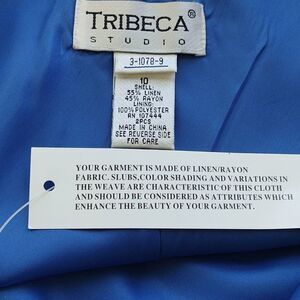 TRIBECA®
STUDIO
3-1078-9
10
SHELL:
55% LINEN
45% RAYON
LINING:
100% POLYESTER
RN 107444
2PCS
MADE IN CHINA
SEE REVERSE SIDE
FOR CARE
YOUR GARMENT IS MADE OF LINEN/RAYON
FABRIC. SLUBS,COLOR SHADING AND VARIATIONS IN
THE WEAVE ARE CHARACTERISTIC OF THIS CLOTH
AND SHOULD BE CONSIDERED AS ATTRIBUTES WHICH
ENHANCE THE BEAUTY OF YOUR GARMENT.